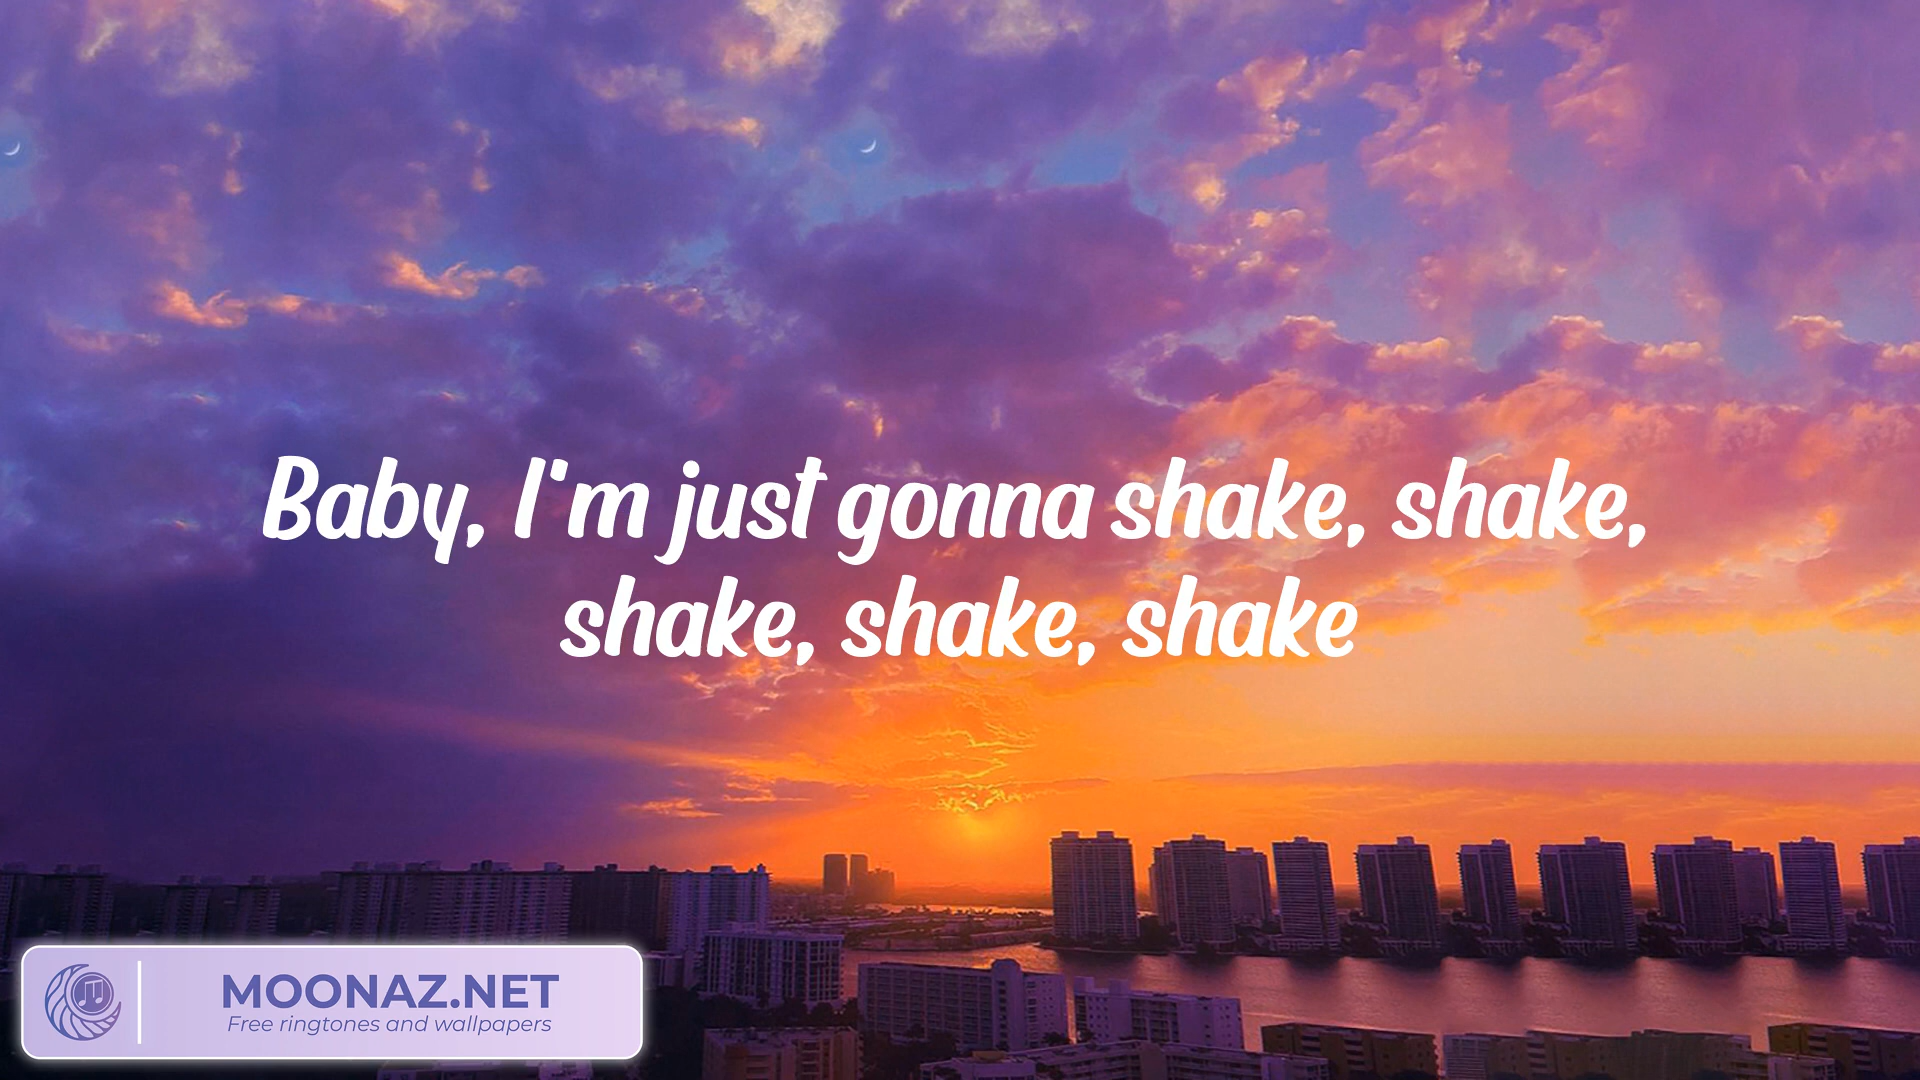 Baby, I'm just gonna shake, shake,
shake, shake, shake
MOONAZ.NET
Free ringtones and wallpapers